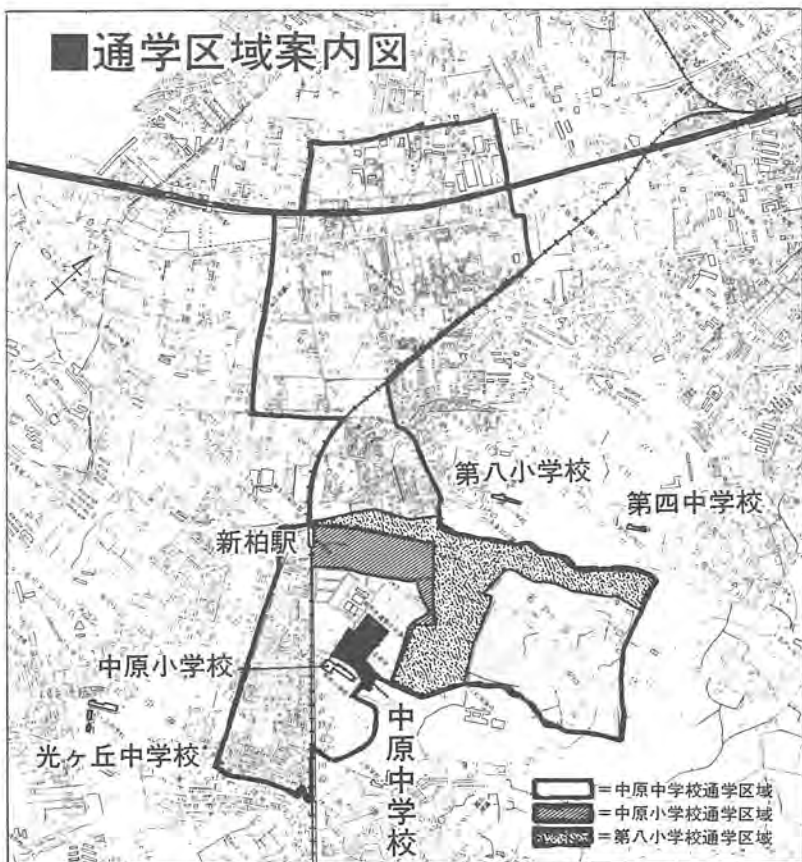 ■通学区域案内図
第八小学校
第四中学校
新柏駅
中原小学校
中原中学校
光ヶ丘中学校
=中原中学校通学区域
=中原小学校通学区域
=第八小学校通学区域